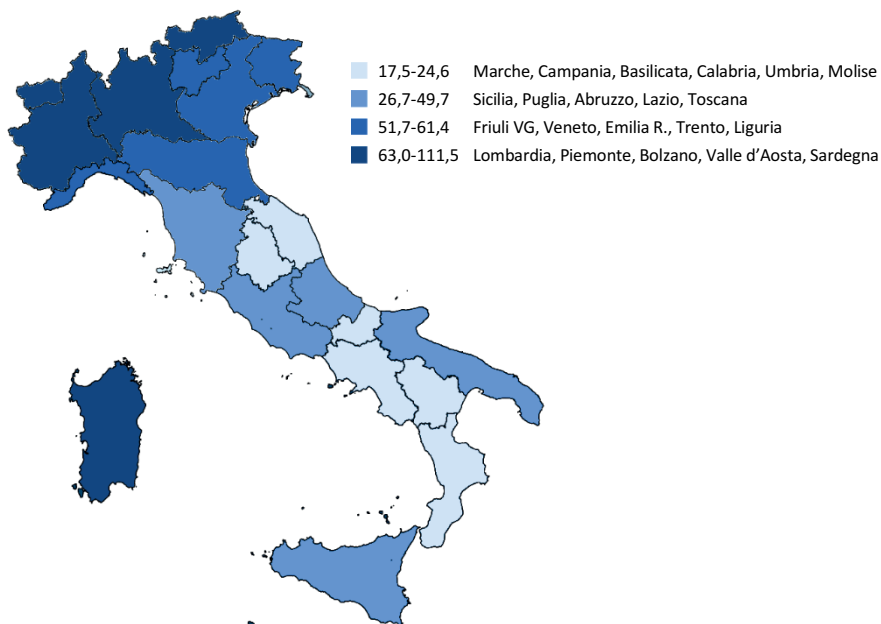 17,5-24,6 Marche, Campania, Basilicata, Calabria, Umbria, Molise
26,7-49,7 Sicilia, Puglia, Abruzzo, Lazio, Toscana
51,7-61,4 Friuli VG, Veneto, Emilia R., Trento, Liguria
63,0-111,5 Lombardia, Piemonte, Bolzano, Valle d’Aosta, Sardegna